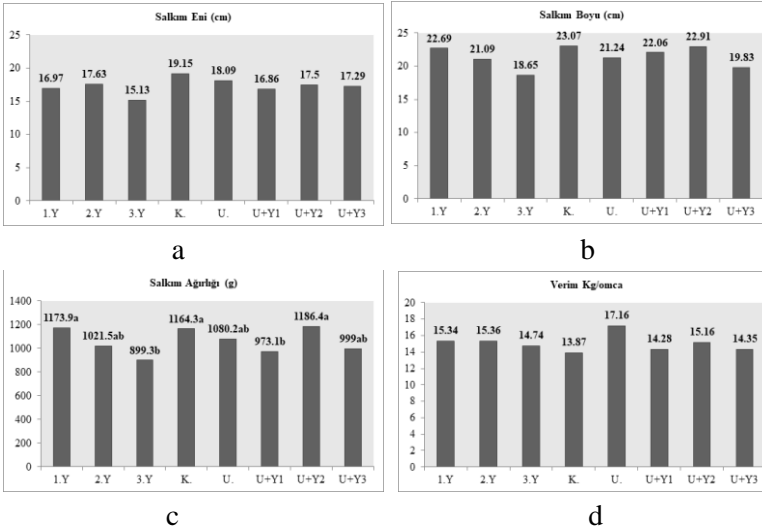 Salkım Eni (cm)
25
20
15
10
5
0
16.97 17.63 15.13 19.15 18.09 16.86 17.5 17.29
1.Y 2.Y 3.Y K. U. U+Y1 U+Y2 U+Y3
a
Salkım Boyu (cm)
25
20
15
10
5
0
22.69 21.09 18.65 23.07 21.24 22.06 22.91 19.83
1.Y 2.Y 3.Y K. U. U+Y1 U+Y2 U+Y3
b
Salkım Ağırlığı (g)
1400
1200
1000
800
600
400
200
0
1173.9a 1021.5ab 899.3b 1164.3a 1080.2ab 973.1b 1186.4a 999ab
1.Y 2.Y 3.Y K. U. U+Y1 U+Y2 U+Y3
c
Verim Kg/omca
20
18
16
14
12
10
8
6
4
2
0
15.34 15.36 14.74 13.87 17.16 14.28 15.16 14.35
1.Y 2.Y 3.Y K. U. U+Y1 U+Y2 U+Y3
d